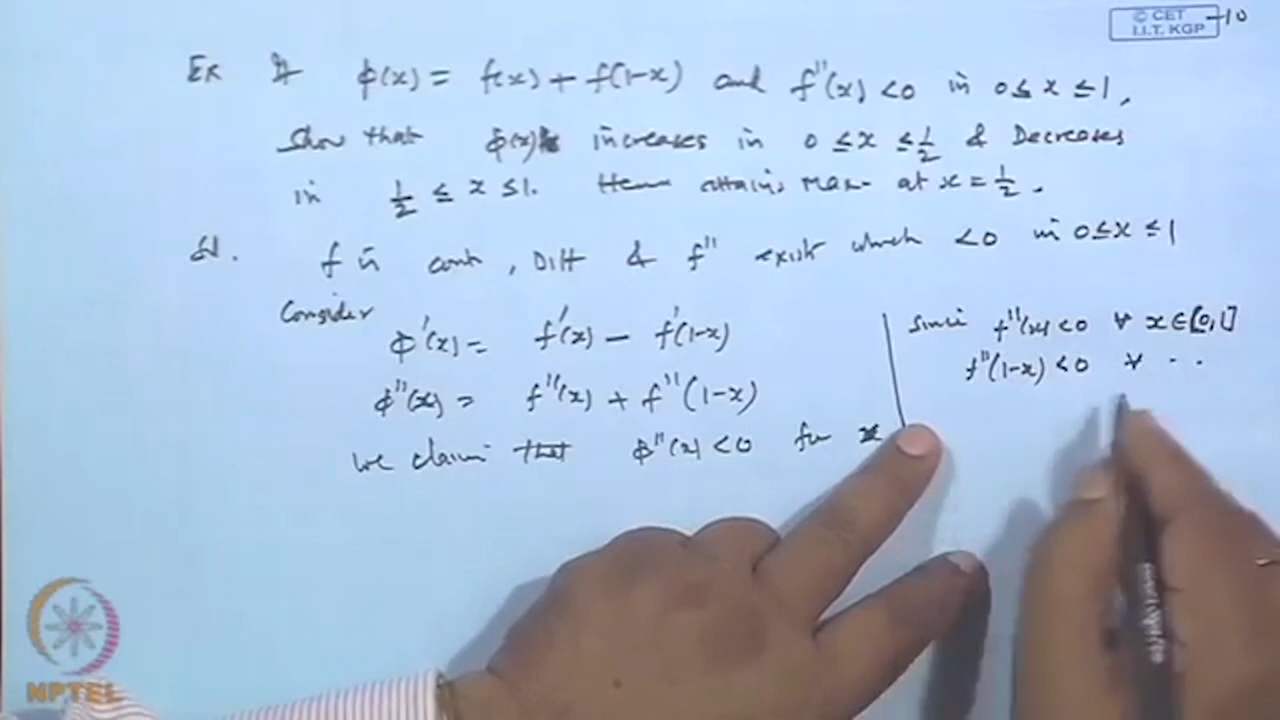 © CET
I.I.T. KGP
-10
Ex If φ(x) = f(x) + f(1-x) and f''(x) <0 in 0≤ x ≤1,
Show that φ(x) increases in 0 ≤x ≤ 1/2 & Decreases
in 1/2 ≤ x ≤1. Hence attains Max- at x = 1/2.
Sol. f is cont, Diff & f'' exist which <0 in 0≤x ≤1
Consider
φ'(x) = f'(x) - f'(1-x)
φ''(x) = f''(x) + f''(1-x)
we claim that φ''(x) <0 for x
Since f''(x) <0 ∀ x∈[0,1]
f''(1-x) <0 ∀ ...
NPTEL